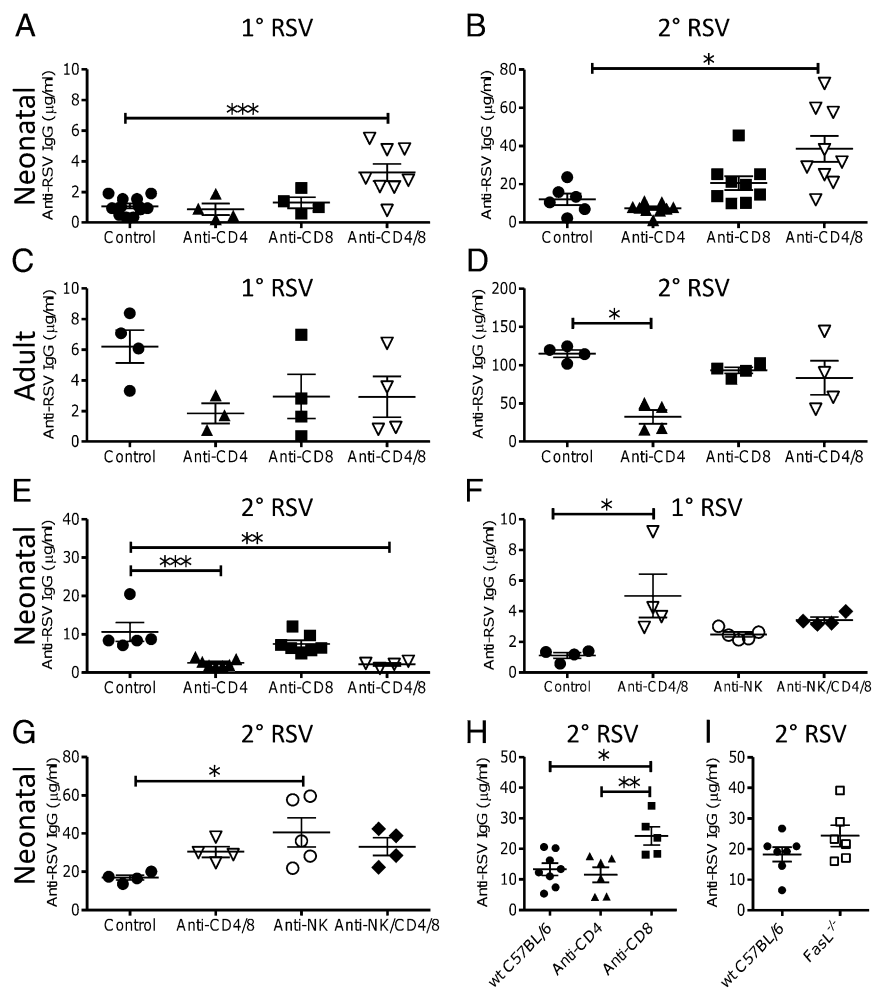 A
1° RSV
Neonatal
Anti-RSV IgG (µg/ml)
10
8
6
4
2
0
***
Control Anti-CD4 Anti-CD8 Anti-CD4/8
B
2° RSV
Anti-RSV IgG (µg/ml)
80
60
40
20
0
*
Control Anti-CD4 Anti-CD8 Anti-CD4/8
C
1° RSV
Adult
Anti-RSV IgG (µg/ml)
10
8
6
4
2
0
Control Anti-CD4 Anti-CD8 Anti-CD4/8
D
2° RSV
Anti-RSV IgG (µg/ml)
200
150
100
50
0
*
Control Anti-CD4 Anti-CD8 Anti-CD4/8
E
2° RSV
Neonatal
Anti-RSV IgG (µg/ml)
40
30
20
10
0
**
***
Control Anti-CD4 Anti-CD8 Anti-CD4/8
F
1° RSV
Anti-RSV IgG (µg/ml)
10
8
6
4
2
0
*
Control Anti-CD4/8 Anti-NK Anti-NK/CD4/8
G
2° RSV
Neonatal
Anti-RSV IgG (µg/ml)
80
60
40
20
0
*
Control Anti-CD4/8 Anti-NK Anti-NK/CD4/8
H
2° RSV
Anti-RSV IgG (µg/ml)
50
40
30
20
10
0
*
**
wt C57BL/6 Anti-CD4 Anti-CD8
I
2° RSV
Anti-RSV IgG (µg/ml)
50
40
30
20
10
0
wt C57BL/6 FasL-/-